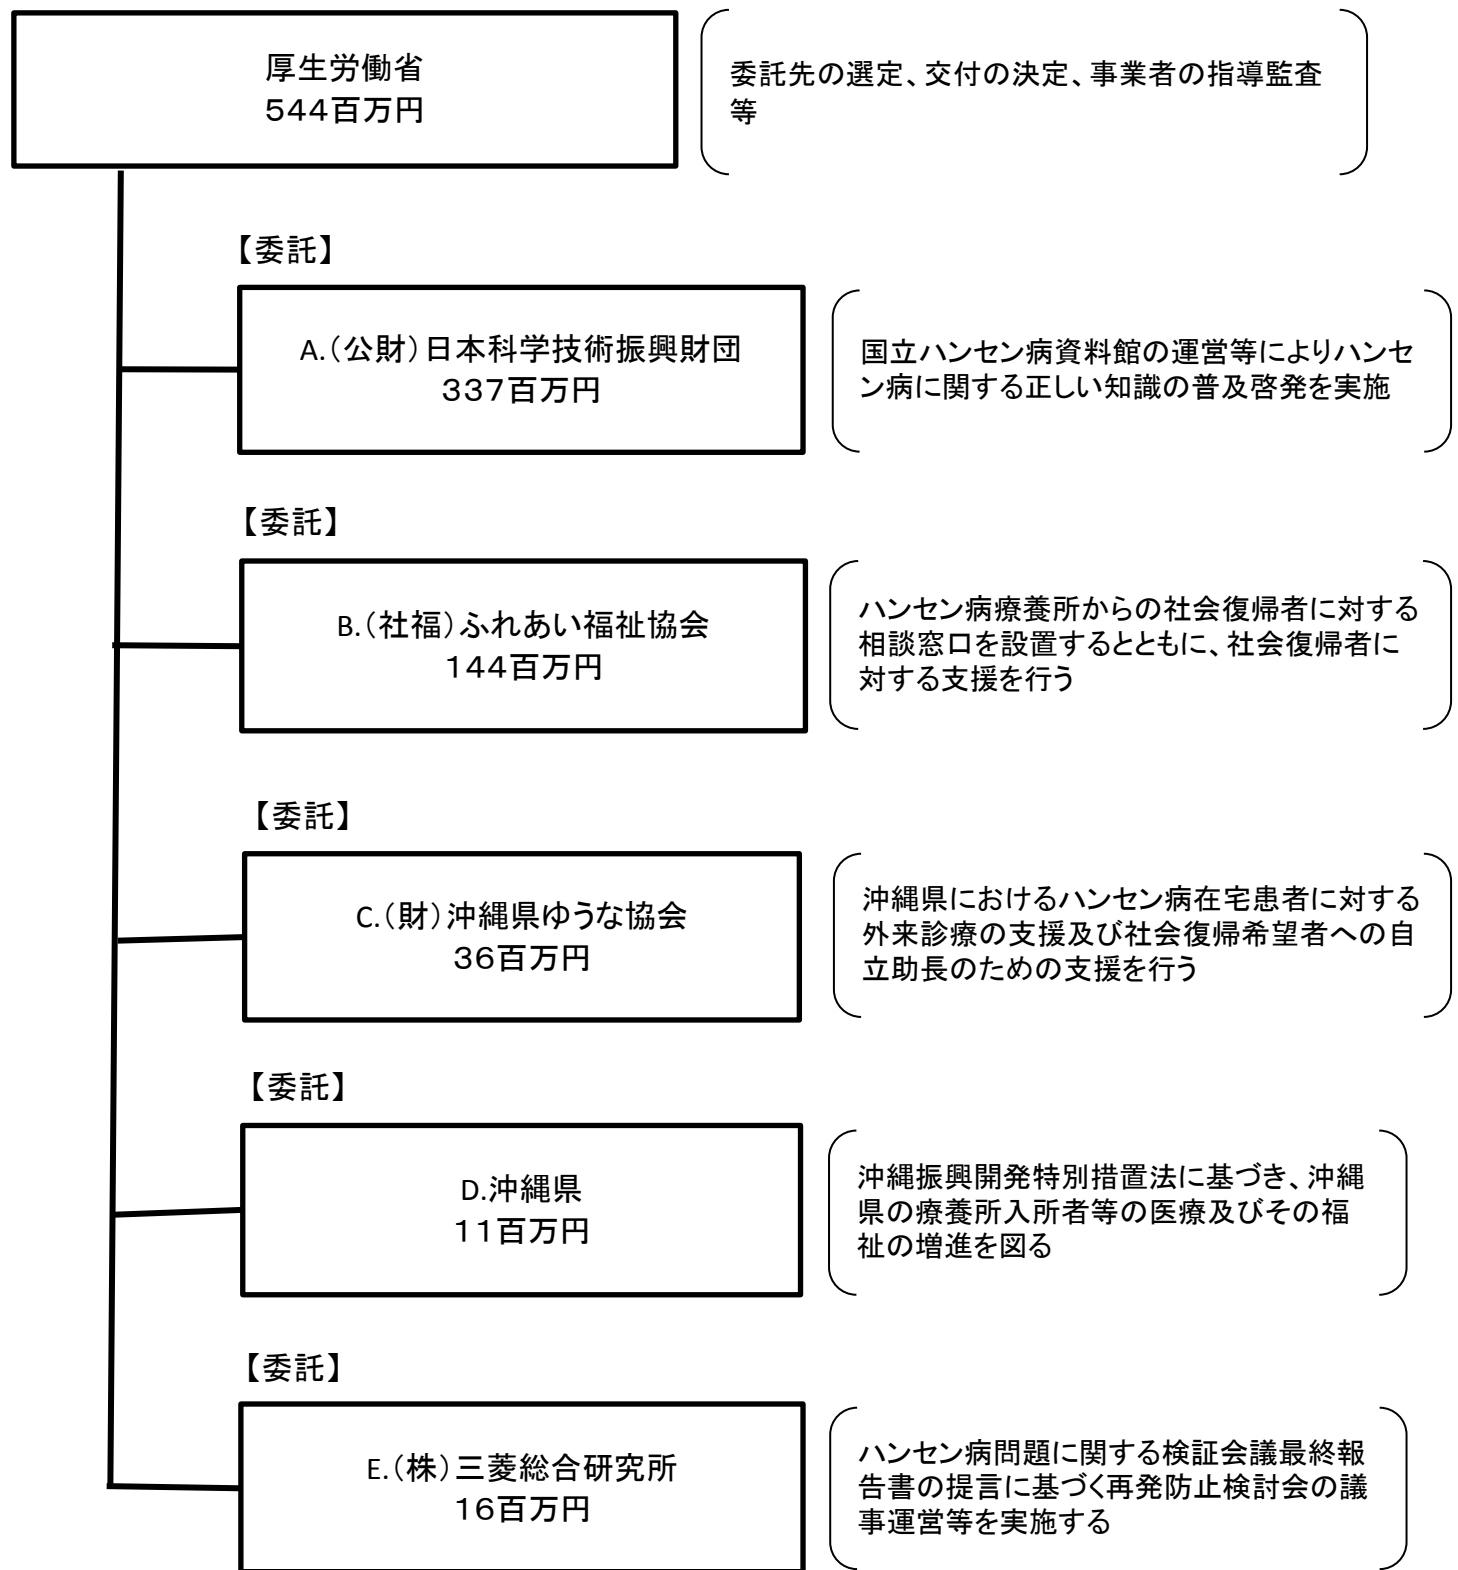 厚生労働省
544百万円
委託先の選定、交付の決定、事業者の指導監査
等
【委託】
A.（公財）日本科学技術振興財団
337百万円
国立ハンセン病資料館の運営等によりハンセ
ン病に関する正しい知識の普及啓発を実施
【委託】
B.（社福）ふれあい福祉協会
144百万円
ハンセン病療養所からの社会復帰者に対する
相談窓口を設置するとともに、社会復帰者に
対する支援を行う
【委託】
C.（財）沖縄県ゆうな協会
36百万円
沖縄県におけるハンセン病在宅患者に対する
外来診療の支援及び社会復帰希望者への自
立助長のための支援を行う
【委託】
D.沖縄県
11百万円
沖縄振興開発特別措置法に基づき、沖縄
県の療養所入所者等の医療及びその福
祉の増進を図る
【委託】
E.（株）三菱総合研究所
16百万円
ハンセン病問題に関する検証会議最終報
告書の提言に基づく再発防止検討会の議
事運営等を実施する